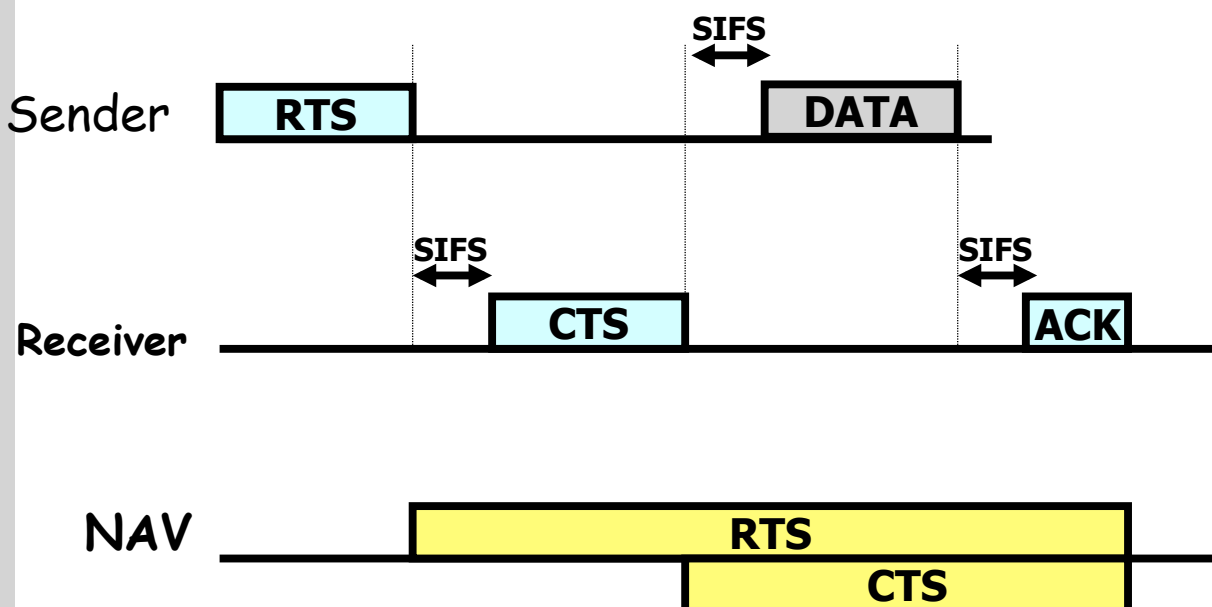 SIFS
Sender
RTS
DATA
SIFS
SIFS
Receiver
CTS
ACK
NAV
RTS
CTS